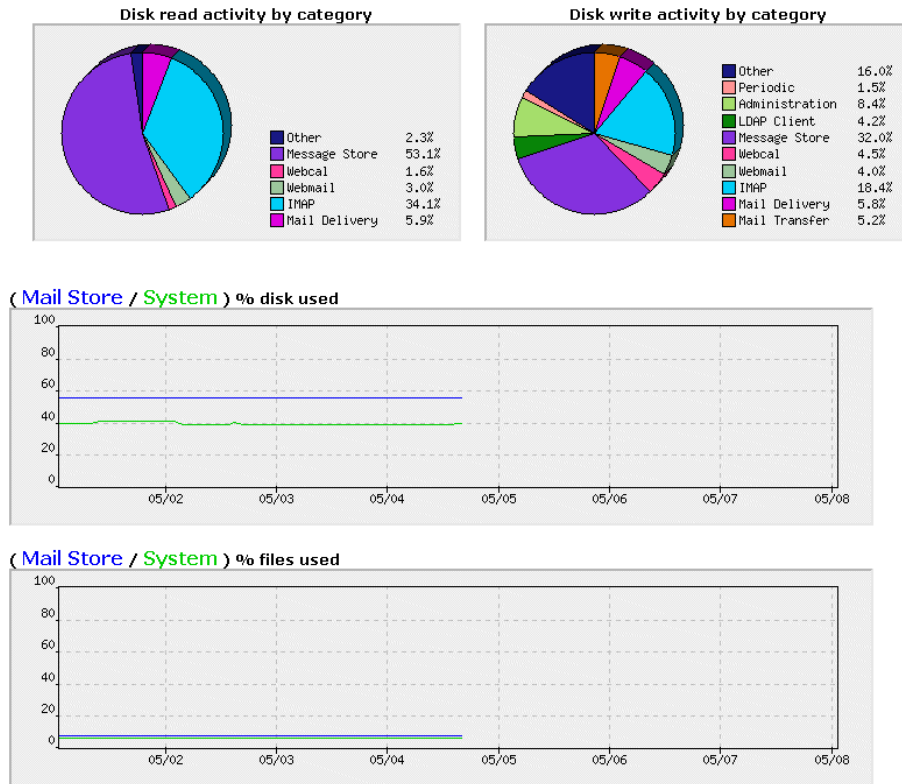 Disk read activity by category
Other 2.3%
Message Store 53.1%
Webcal 1.6%
Webmail 3.0%
IMAP 34.1%
Mail Delivery 5.9%
Disk write activity by category
Other 16.0%
Periodic 1.5%
Administration 8.4%
LDAP Client 4.2%
Message Store 32.0%
Webcal 4.5%
Webmail 4.0%
IMAP 18.4%
Mail Delivery 5.8%
Mail Transfer 5.2%
( Mail Store / System ) % disk used
100
80
60
40
20
0
05/02 05/03 05/04 05/05 05/06 05/07 05/08
( Mail Store / System ) % files used
100
80
60
40
20
0
05/02 05/03 05/04 05/05 05/06 05/07 05/08